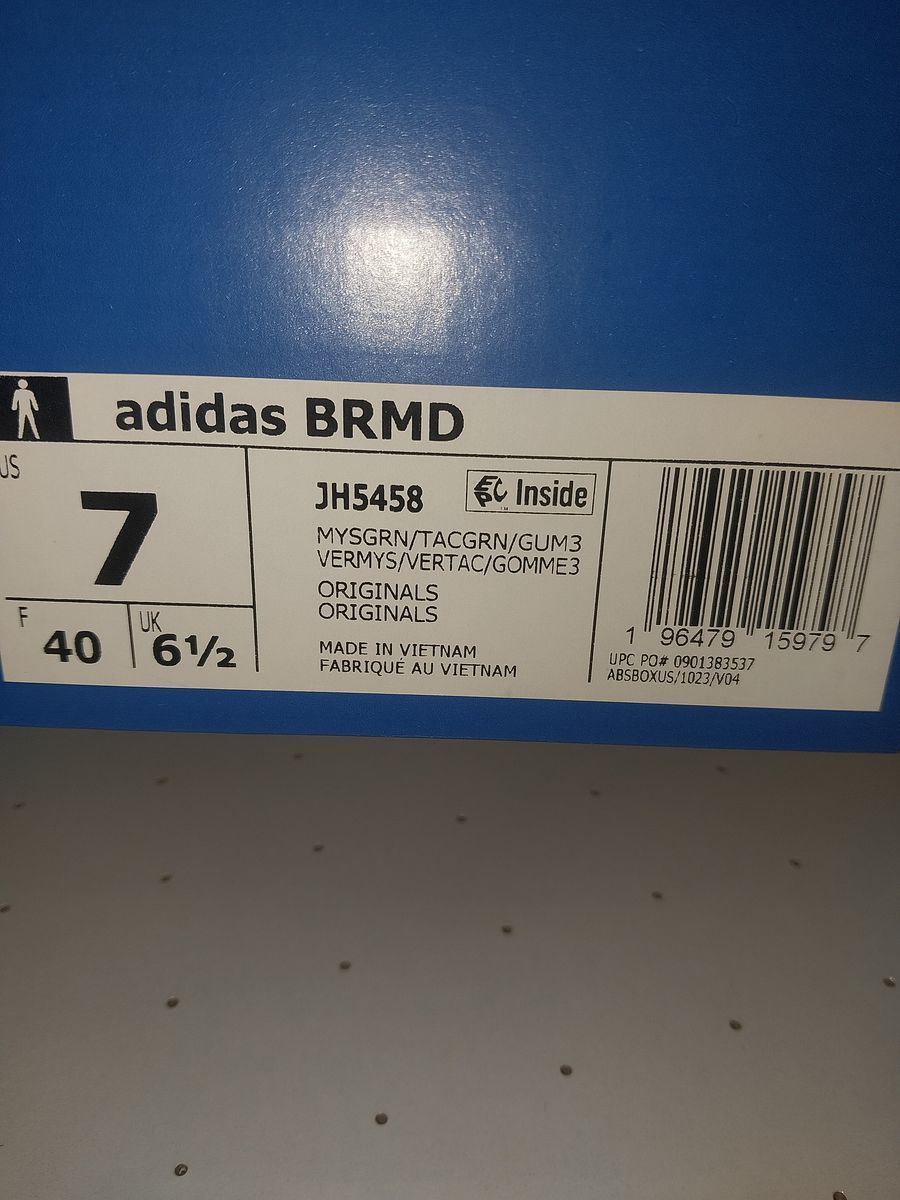 adidas BRMD
US
7
F
40
UK
6½
JH5458
Inside
MYSGRN/TACGRN/GUM3
VERMYS/VERTAC/GOMME3
ORIGINALS
ORIGINALS
MADE IN VIETNAM
FABRIQUÉ AU VIETNAM
1 96479 15979 7
UPC PO# 0901383537
ABSBOXUS/1023/V04